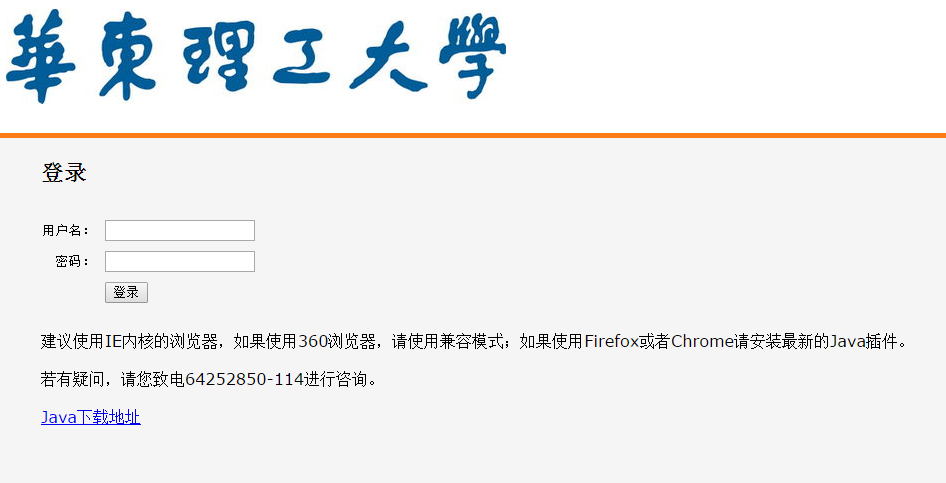 華東理工大學
登录
用户名：
密码：
登录
建议使用IE内核的浏览器，如果使用360浏览器，请使用兼容模式；如果使用Firefox或者Chrome请安装最新的Java插件。
若有疑问，请您致电64252850-114进行咨询。
Java下载地址